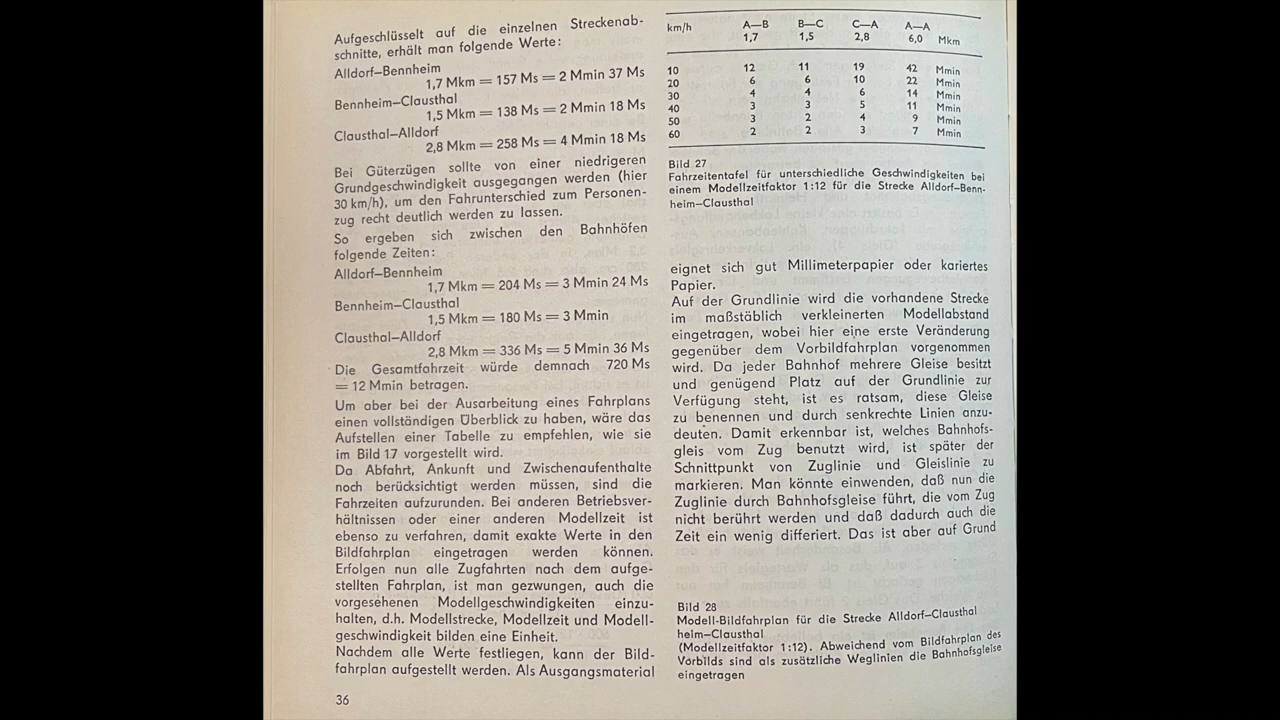 Aufgeschlüsselt auf die einzelnen Streckenab-
schnitte, erhält man folgende Werte:
Alldorf—Bennheim
1,7 Mkm = 157 Ms = 2 Mmin 37 Ms
Bennheim—Clausthal
1,5 Mkm = 138 Ms = 2 Mmin 18 Ms
Clausthal—Alldorf
2,8 Mkm = 258 Ms = 4 Mmin 18 Ms
Bei Güterzügen sollte von einer niedrigeren
Grundgeschwindigkeit ausgegangen werden (hier
30 km/h), um den Fahrunterschied zum Personen-
zug recht deutlich werden zu lassen.
So ergeben sich zwischen den Bahnhöfen
folgende Zeiten:
Alldorf—Bennheim
1,7 Mkm = 204 Ms = 3 Mmin 24 Ms
Bennheim—Clausthal
1,5 Mkm = 180 Ms = 3 Mmin
Clausthal—Alldorf
2,8 Mkm = 336 Ms = 5 Mmin 36 Ms
Die Gesamtfahrzeit würde demnach 720 Ms
= 12 Mmin betragen.
Um aber bei der Ausarbeitung eines Fahrplans
einen vollständigen Überblick zu haben, wäre das
Aufstellen einer Tabelle zu empfehlen, wie sie
im Bild 17 vorgestellt wird.
Da Abfahrt, Ankunft und Zwischenaufenthalte
noch berücksichtigt werden müssen, sind die
Fahrzeiten aufzurunden. Bei anderen Betriebsver-
hältnissen oder einer anderen Modellzeit ist
ebenso zu verfahren, damit exakte Werte in den
Bildfahrplan eingetragen werden können.
Erfolgen nun alle Zugfahrten nach dem aufge-
stellten Fahrplan, ist man gezwungen, auch die
vorgesehenen Modellgeschwindigkeiten einzu-
halten, d.h. Modellstrecke, Modellzeit und Modell-
geschwindigkeit bilden eine Einheit.
Nachdem alle Werte festliegen, kann der Bild-
fahrplan aufgestellt werden. Als Ausgangsmaterial
36
km/h A—B B—C C—A A—A
1,7 1,5 2,8 6,0 Mkm
10 12 11 19 42 Mmin
20 6 6 10 22 Mmin
30 4 4 6 14 Mmin
40 3 3 5 11 Mmin
50 3 2 4 9 Mmin
60 2 2 3 7 Mmin
Bild 27
Fahrzeitentafel für unterschiedliche Geschwindigkeiten bei
einem Modellzeitfaktor 1:12 für die Strecke Alldorf—Benn-
heim—Clausthal
eignet sich gut Millimeterpapier oder kariertes
Papier.
Auf der Grundlinie wird die vorhandene Strecke
im maßstäblich verkleinerten Modellabstand
eingetragen, wobei hier eine erste Veränderung
gegenüber dem Vorbildfahrplan vorgenommen
wird. Da jeder Bahnhof mehrere Gleise besitzt
und genügend Platz auf der Grundlinie zur
Verfügung steht, ist es ratsam, diese Gleise
zu benennen und durch senkrechte Linien anzu-
deuten. Damit erkennbar ist, welches Bahnhofs-
gleis vom Zug benutzt wird, ist später der
Schnittpunkt von Zuglinie und Gleislinie zu
markieren. Man könnte einwenden, daß nun die
Zuglinie durch Bahnhofsgleise führt, die vom Zug
nicht berührt werden und daß dadurch auch die
Zeit ein wenig differiert. Das ist aber auf Grund
Bild 28
Modell-Bildfahrplan für die Strecke Alldorf—Clausthal
heim—Clausthal
(Modellzeitfaktor 1:12). Abweichend vom Bildfahrplan des
Vorbilds sind als zusätzliche Weglinien die Bahnhofsgleise
eingetragen